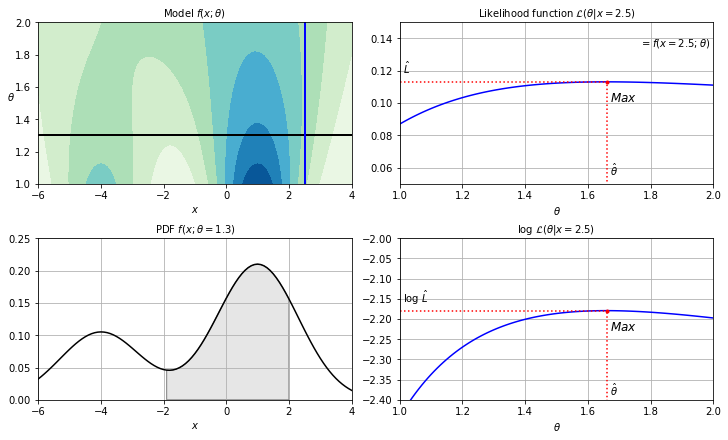 Model f(x; θ)
2.0
1.8
1.6
θ
1.4
1.2
1.0
−6 −4 −2 0 2 4
x
Likelihood function ℒ(θ|x = 2.5)
= f(x = 2.5; θ)
0.14
L̂
0.12
0.10
Max
0.08
0.06
θ̂
1.0 1.2 1.4 1.6 1.8 2.0
θ
PDF f(x; θ = 1.3)
0.25
0.20
0.15
0.10
0.05
0.00
−6 −4 −2 0 2 4
x
log ℒ(θ|x = 2.5)
−2.00
−2.05
−2.10
log L̂
−2.15
−2.20
Max
−2.25
−2.30
−2.35
θ̂
−2.40
1.0 1.2 1.4 1.6 1.8 2.0
θ